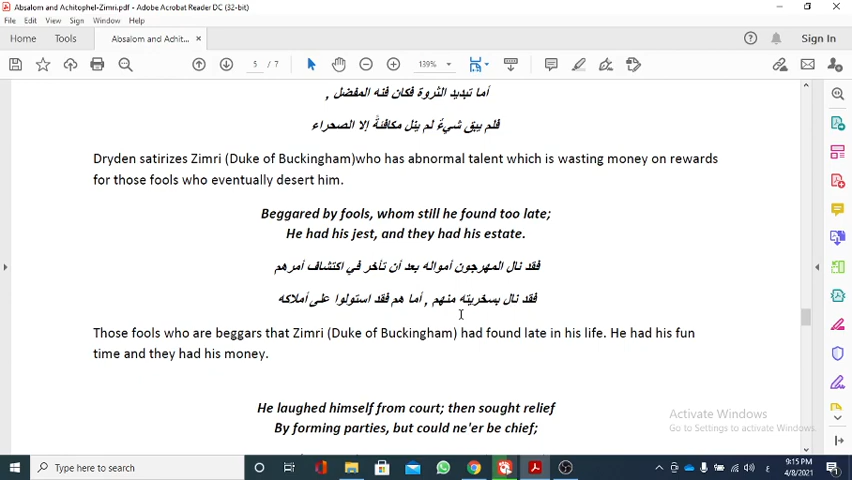 Absalom and Achitophel-Zimri.pdf - Adobe Acrobat Reader DC (32-bit)
File Edit View Sign Window Help
Home Tools Absalom and Achit... × Sign In
5 / 7 139%
أما تبديد الثروة فكان فنه المفضل ,
فلم يبق شيءُ لم ينل مكافئةً إلا الصحراء
Dryden satirizes Zimri (Duke of Buckingham)who has abnormal talent which is wasting money on rewards
for those fools who eventually desert him.
Beggared by fools, whom still he found too late;
He had his jest, and they had his estate.
فقد نال المهرجون أمواله بعد أن تأخر في اكتشاف أمرهم
فقد نال بسخريته منهم , أما هم فقد استولوا على أملاكه
Those fools who are beggars that Zimri (Duke of Buckingham) had found late in his life. He had his fun
time and they had his money.
He laughed himself from court; then sought relief
By forming parties, but could ne'er be chief;
Activate Windows
Go to Settings to activate Windows.
Type here to search
ع 9:15 PM
4/8/2021